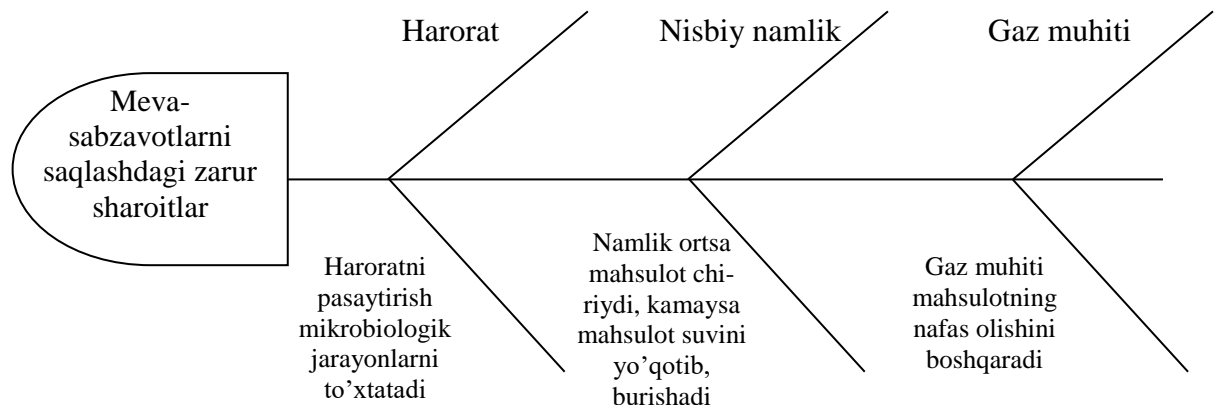 Harorat
Nisbiy namlik
Gaz muhiti
Meva-
sabzavotlarni
saqlashdagi zarur
sharoitlar
Haroratni
pasaytirish
mikrobiologik
jarayonlarni
to’xtatadi
Namlik ortsa
mahsulot chi-
riydi, kamaysa
mahsulot suvini
yo’qotib,
burishadi
Gaz muhiti
mahsulotning
nafas olishini
boshqaradi